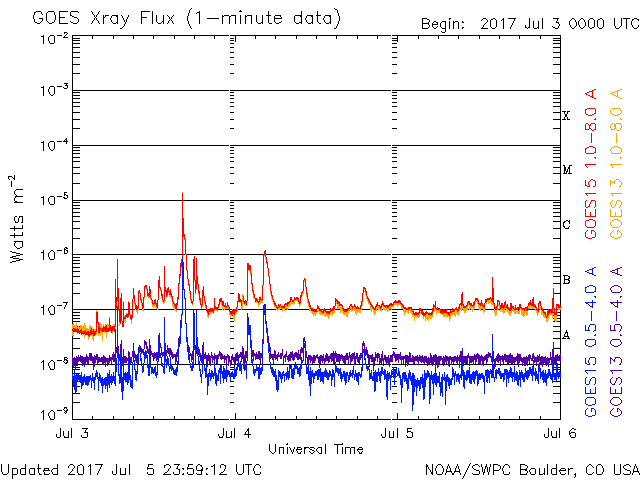 GOES Xray Flux (1-minute data)
Begin: 2017 Jul 3 0000 UTC
10-2
10-3
10-4
10-5
10-6
10-7
10-8
10-9
Watts m-2
X
M
C
B
A
GOES15 1.0-8.0 A
GOES13 1.0-8.0 A
GOES15 0.5-4.0 A
GOES13 0.5-4.0 A
Jul 3
Jul 4
Jul 5
Jul 6
Universal Time
Updated 2017 Jul 5 23:59:12 UTC
NOAA/SWPC Boulder, CO USA